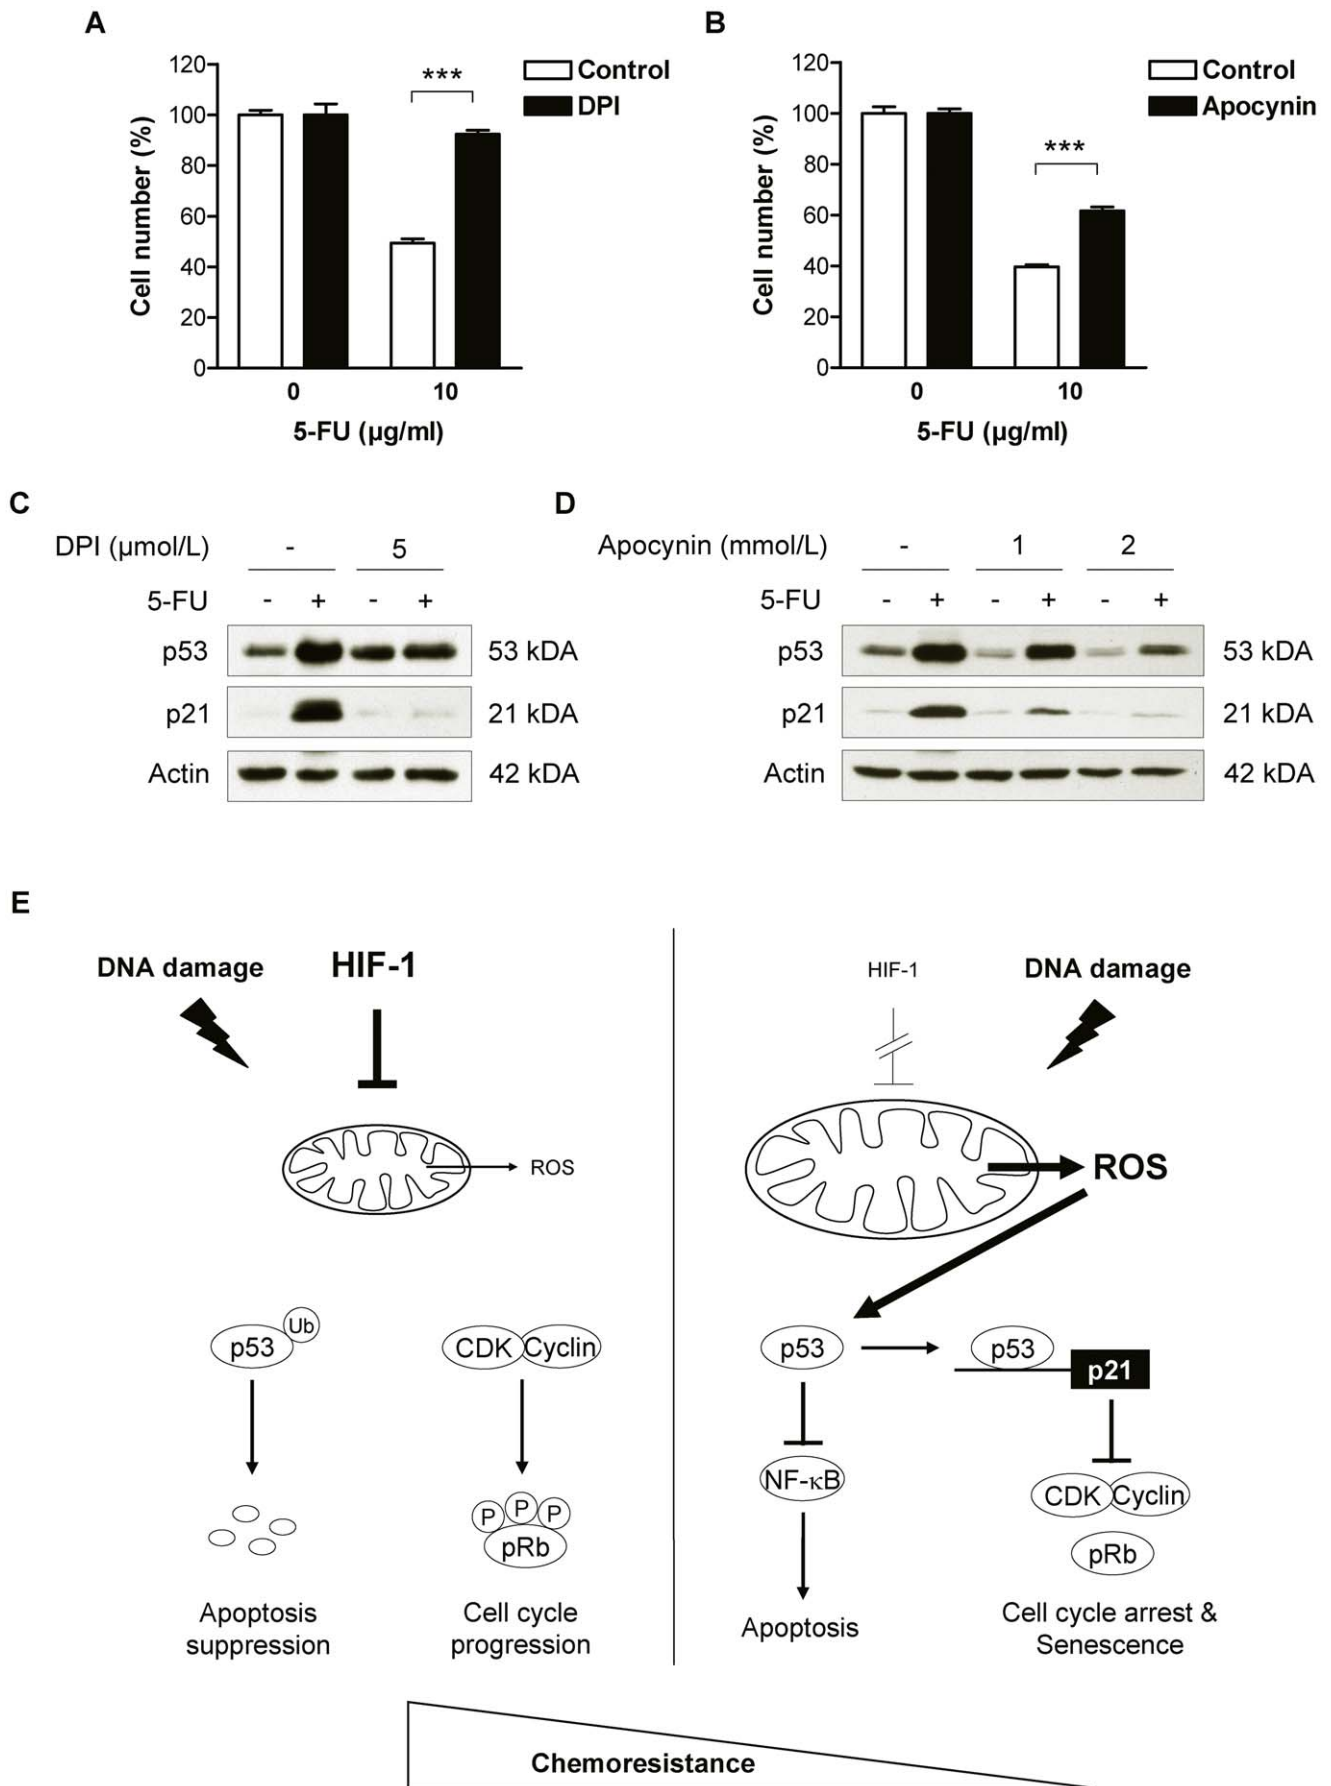 A
120
100
80
60
40
20
0
Cell number (%)
***
Control
DPI
0 10
5-FU (µg/ml)
B
120
100
80
60
40
20
0
Cell number (%)
***
Control
Apocynin
0 10
5-FU (µg/ml)
C
DPI (µmol/L) - 5
5-FU - + - +
p53 53 kDA
p21 21 kDA
Actin 42 kDA
D
Apocynin (mmol/L) - 1 2
5-FU - + - + - +
p53 53 kDA
p21 21 kDA
Actin 42 kDA
E
DNA damage HIF-1
ROS
p53 Ub
CDK Cyclin
P P P
pRb
Apoptosis
suppression
Cell cycle
progression
HIF-1 DNA damage
ROS
p53 p53
p21
NF-κB
CDK Cyclin
pRb
Apoptosis
Cell cycle arrest &
Senescence
Chemoresistance